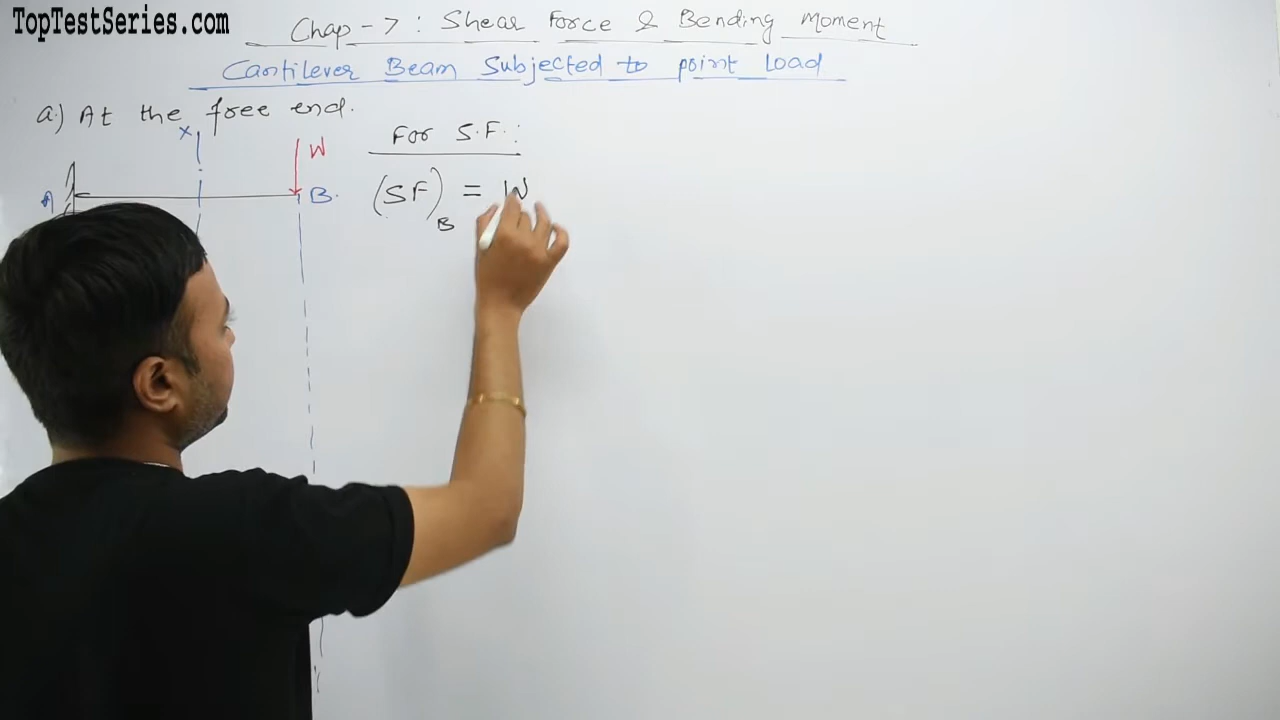 TopTestSeries.com
Chap - 7 : Shear Force & Bending Moment
Cantilever Beam Subjected to point Load
a.) At the free end.
X
W
A
B.
For S.F. :
(SF)B = W